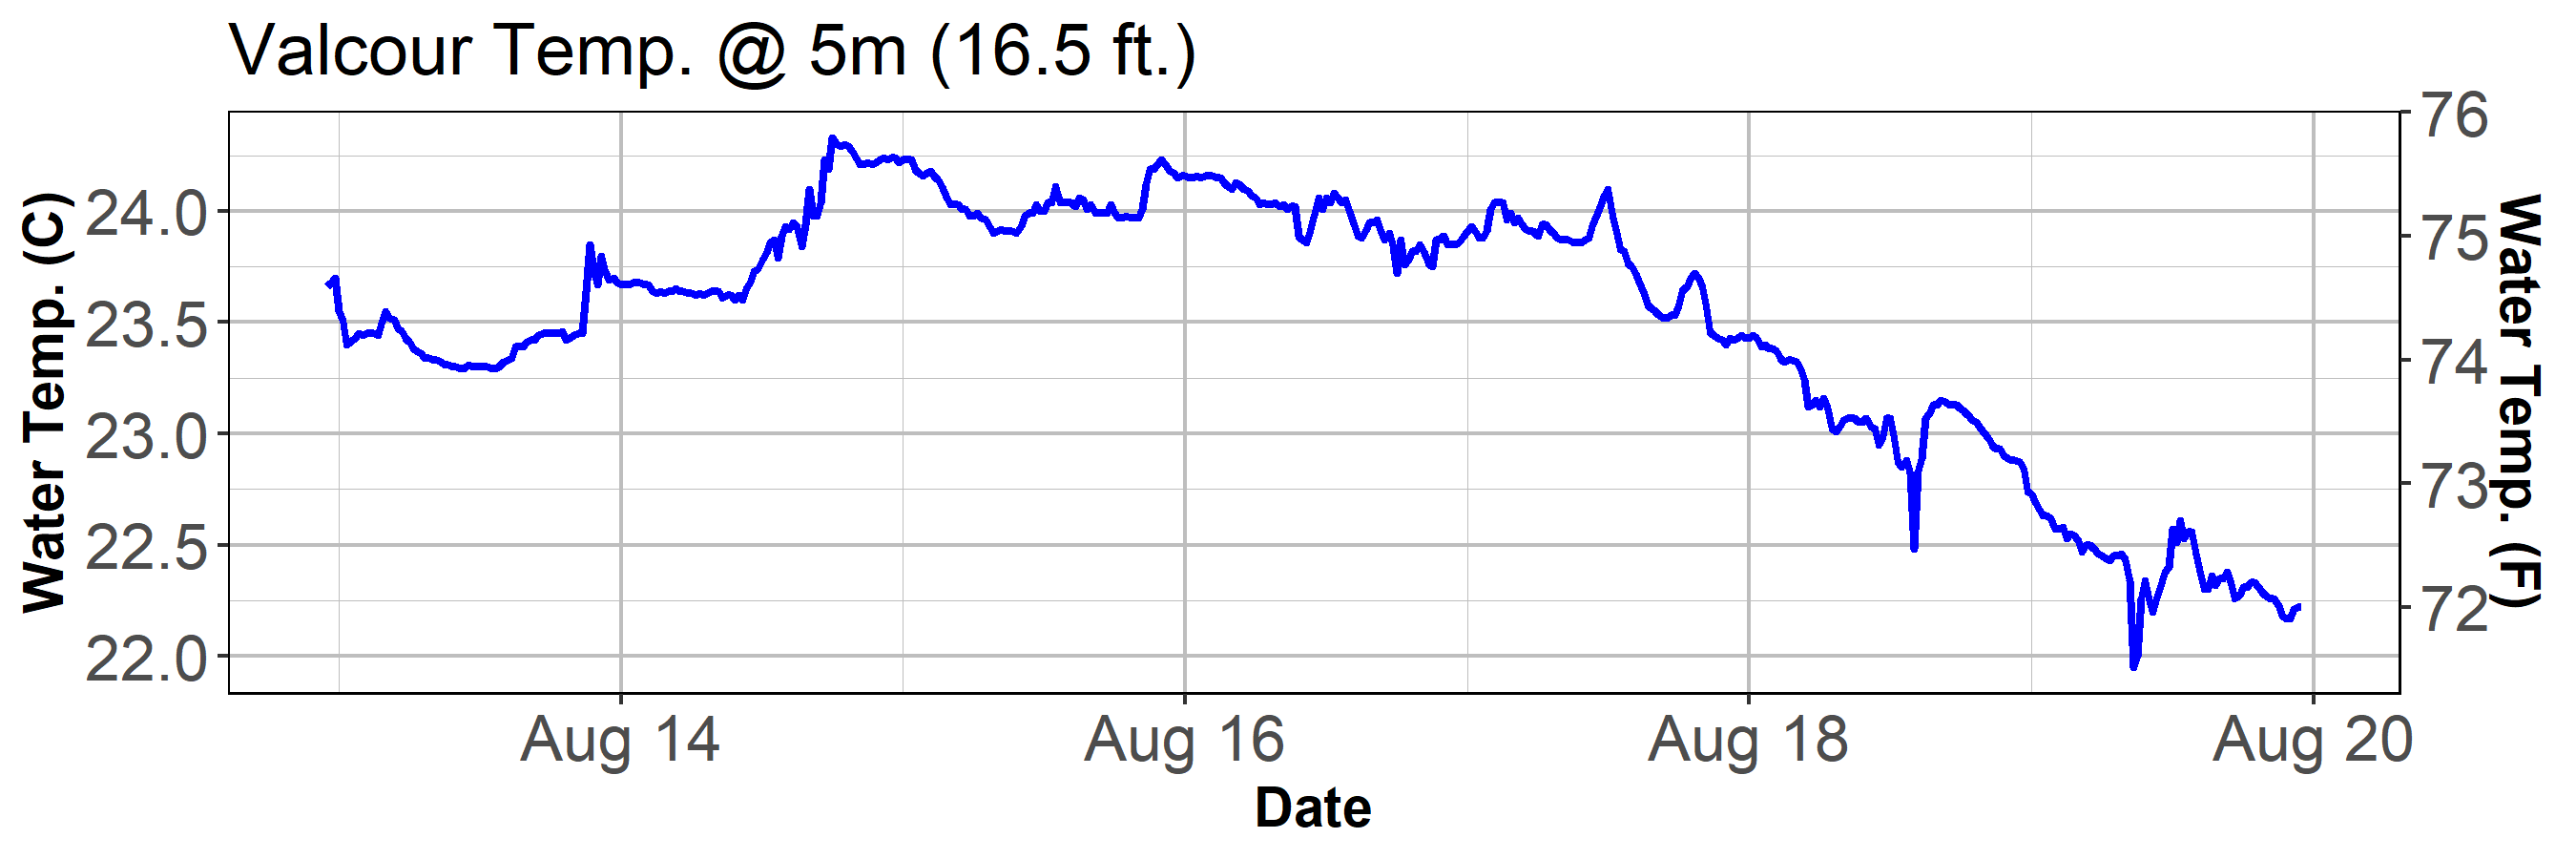 Valcour Temp. @ 5m (16.5 ft.)
Water Temp. (C)
24.0
23.5
23.0
22.5
22.0
76
75
74
73
72
Water Temp. (F)
Aug 14 Aug 16 Aug 18 Aug 20
Date